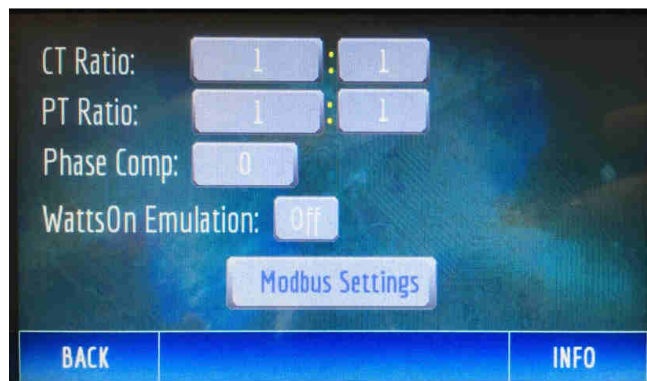 CT Ratio: 1 : 1
PT Ratio: 1 : 1
Phase Comp: 0
WattsOn Emulation: Off
Modbus Settings
BACK INFO